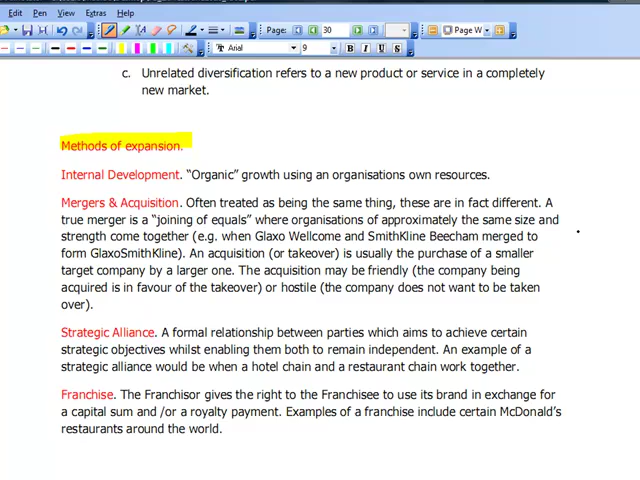 Edit Pen View Extras Help
Page: 30 Page W
T Arial 9 B I U S
c. Unrelated diversification refers to a new product or service in a completely
new market.
Methods of expansion.
Internal Development. “Organic” growth using an organisations own resources.
Mergers & Acquisition. Often treated as being the same thing, these are in fact different. A
true merger is a “joining of equals” where organisations of approximately the same size and
strength come together (e.g. when Glaxo Wellcome and SmithKline Beecham merged to
form GlaxoSmithKline). An acquisition (or takeover) is usually the purchase of a smaller
target company by a larger one. The acquisition may be friendly (the company being
acquired is in favour of the takeover) or hostile (the company does not want to be taken
over).
Strategic Alliance. A formal relationship between parties which aims to achieve certain
strategic objectives whilst enabling them both to remain independent. An example of a
strategic alliance would be when a hotel chain and a restaurant chain work together.
Franchise. The Franchisor gives the right to the Franchisee to use its brand in exchange for
a capital sum and /or a royalty payment. Examples of a franchise include certain McDonald’s
restaurants around the world.